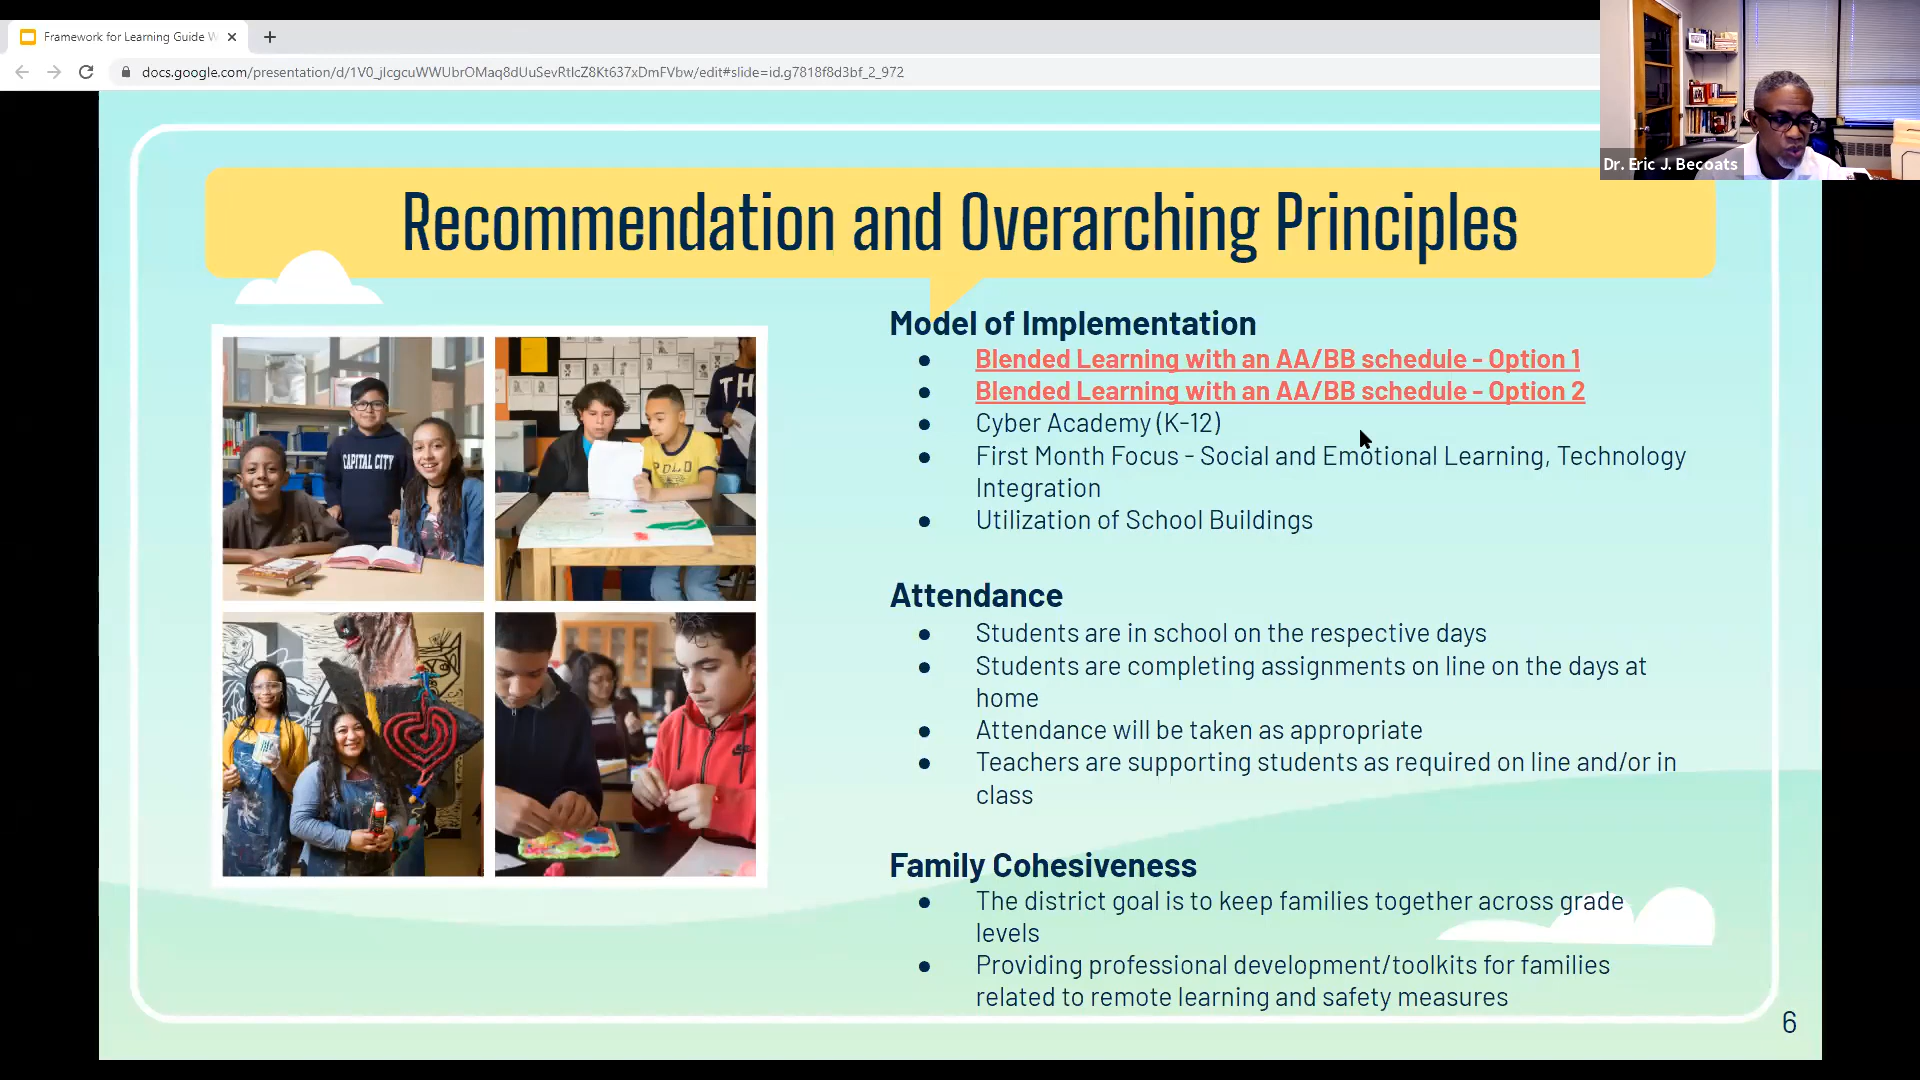 Framework for Learning Guide W
docs.google.com/presentation/d/1V0_jlcgcuWWUbrOMaq8dUuSevRtlcZ8Kt637xDmFVbw/edit#slide=id.g7818f8d3bf_2_972
Dr. Eric J. Becoats
Recommendation and Overarching Principles
Model of Implementation
● Blended Learning with an AA/BB schedule - Option 1
● Blended Learning with an AA/BB schedule - Option 2
● Cyber Academy (K-12)
● First Month Focus - Social and Emotional Learning, Technology
Integration
● Utilization of School Buildings
CAPITAL CITY
POLO
TH
Attendance
● Students are in school on the respective days
● Students are completing assignments on line on the days at
home
● Attendance will be taken as appropriate
● Teachers are supporting students as required on line and/or in
class
Family Cohesiveness
● The district goal is to keep families together across grade
levels
● Providing professional development/toolkits for families
related to remote learning and safety measures
6